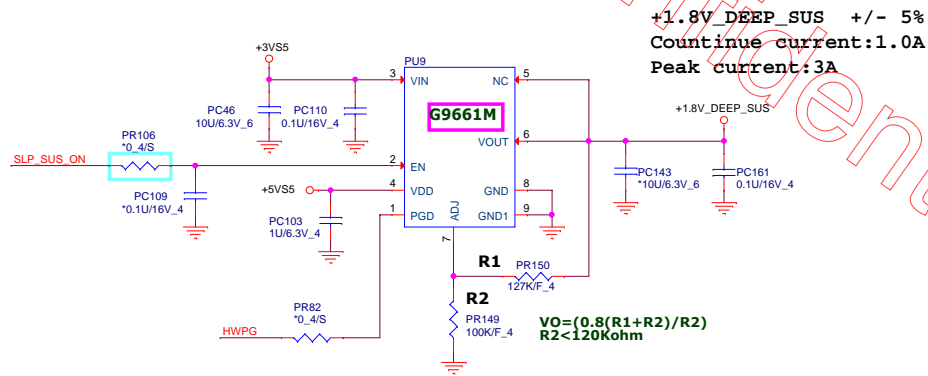 +1.8V_DEEP_SUS +/- 5%
Countinue current:1.0A
Peak current:3A
+3VS5
PU9
3
VIN
NC
5
PC46
10U/6.3V_6
PC110
0.1U/16V_4
G9661M
+1.8V_DEEP_SUS
PR106
*0_4/S
VOUT
6
SLP_SUS_ON
2
EN
PC143
*10U/6.3V_6
PC161
0.1U/16V_4
PC109
*0.1U/16V_4
+5VS5
4
VDD
GND
8
PC103
1U/6.3V_4
1
PGD
ADJ
GND1
9
7
R1
PR150
127K/F_4
R2
PR82
*0_4/S
PR149
100K/F_4
VO=(0.8(R1+R2)/R2)
R2<120Kohm
HWPG
fident